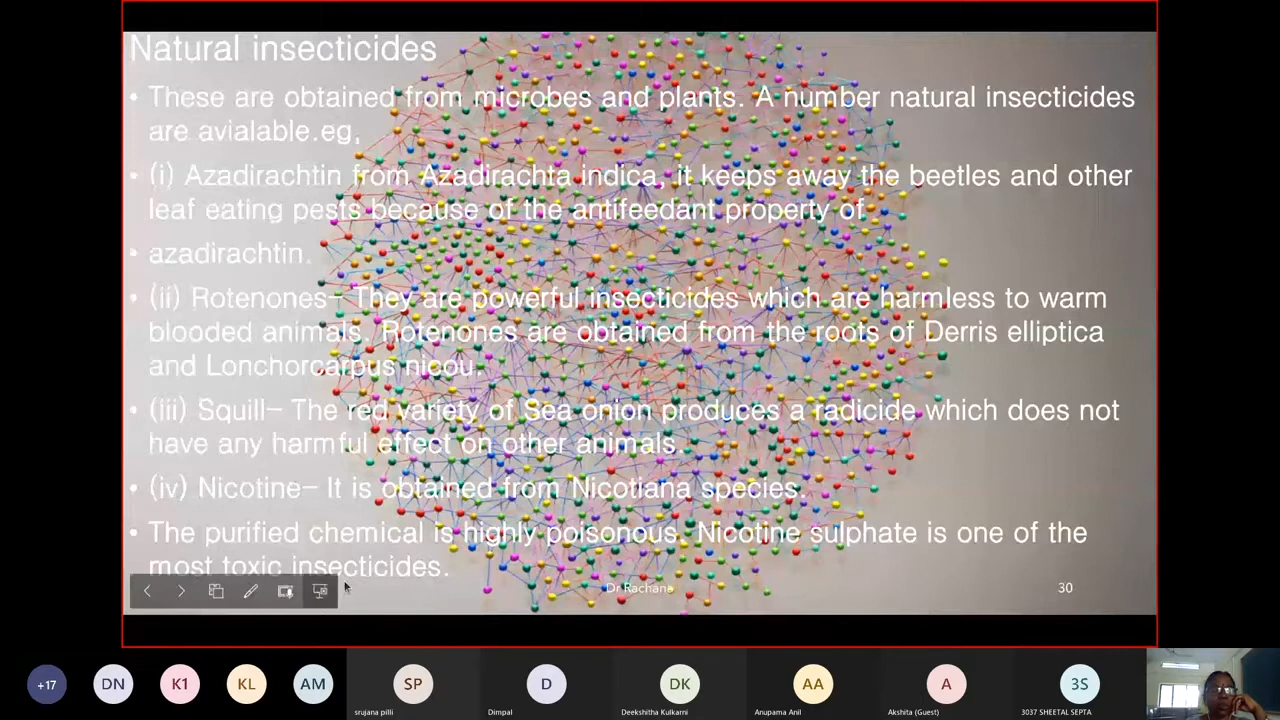 Natural insecticides
• These are obtained from microbes and plants. A number natural insecticides
are avialable.eg,
• (i) Azadirachtin from Azadirachta indica, it keeps away the beetles and other
leaf eating pests because of the antifeedant property of
• azadirachtin.
• (ii) Rotenones– They are powerful insecticides which are harmless to warm
blooded animals. Rotenones are obtained from the roots of Derris elliptica
and Lonchorcarpus nicou.
• (iii) Squill– The red variety of Sea onion produces a radicide which does not
have any harmful effect on other animals.
• (iv) Nicotine– It is obtained from Nicotiana species.
• The purified chemical is highly poisonous. Nicotine sulphate is one of the
most toxic insecticides.
Dr Rachana
30
+17
DN
K1
KL
AM
SP
D
DK
AA
A
3S
srujana pilli
Dimpal
Deekshitha Kulkarni
Anupama Anil
Akshita (Guest)
3037 SHEETAL SEPTA